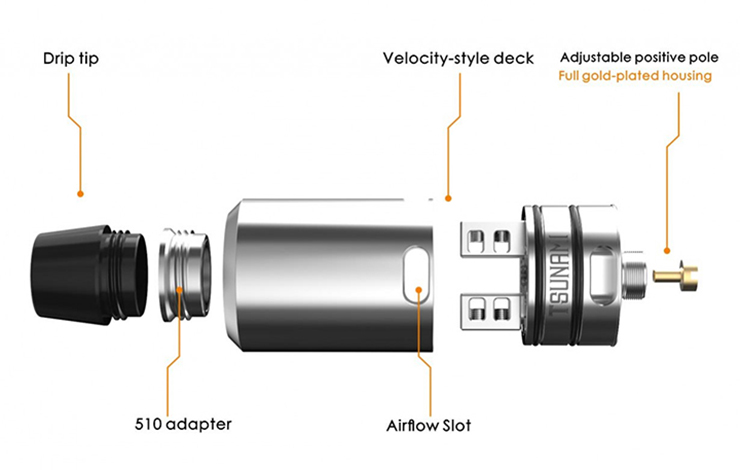 Drip tip
Velocity-style deck
Adjustable positive pole
Full gold-plated housing
TSUNAMI
510 adapter
Airflow Slot